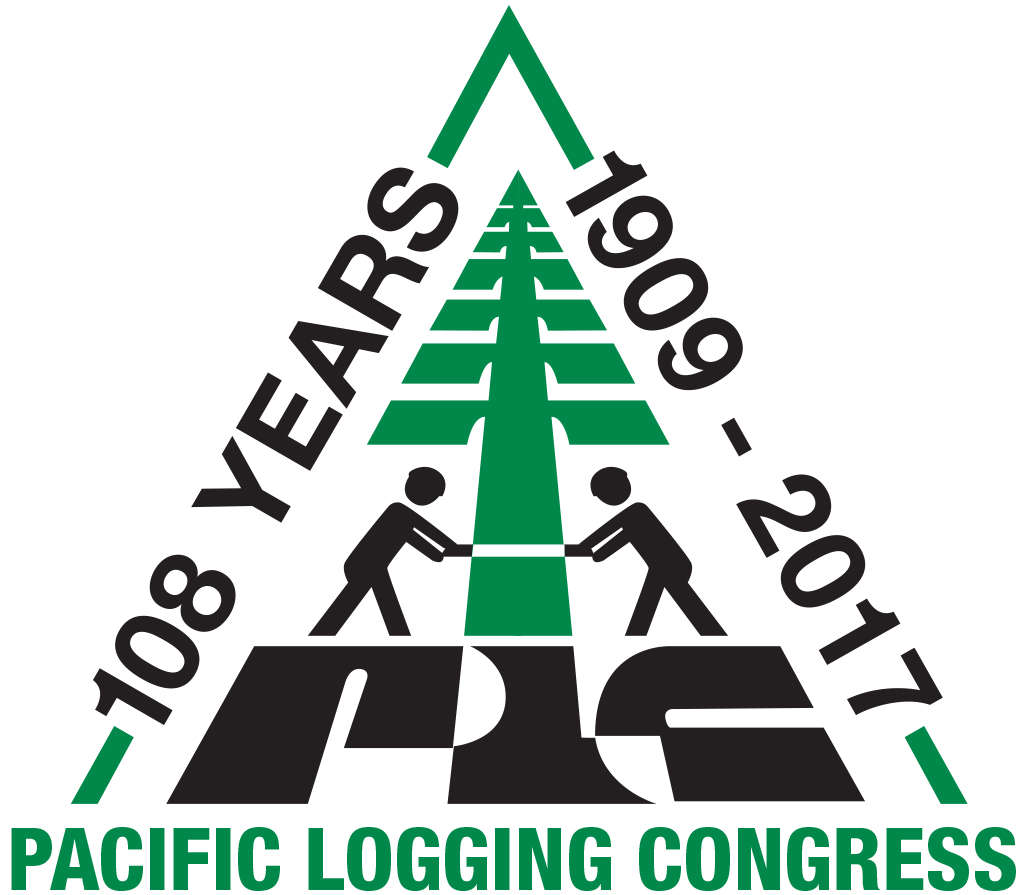 108 YEARS
1909 - 2017
PLC
PACIFIC LOGGING CONGRESS